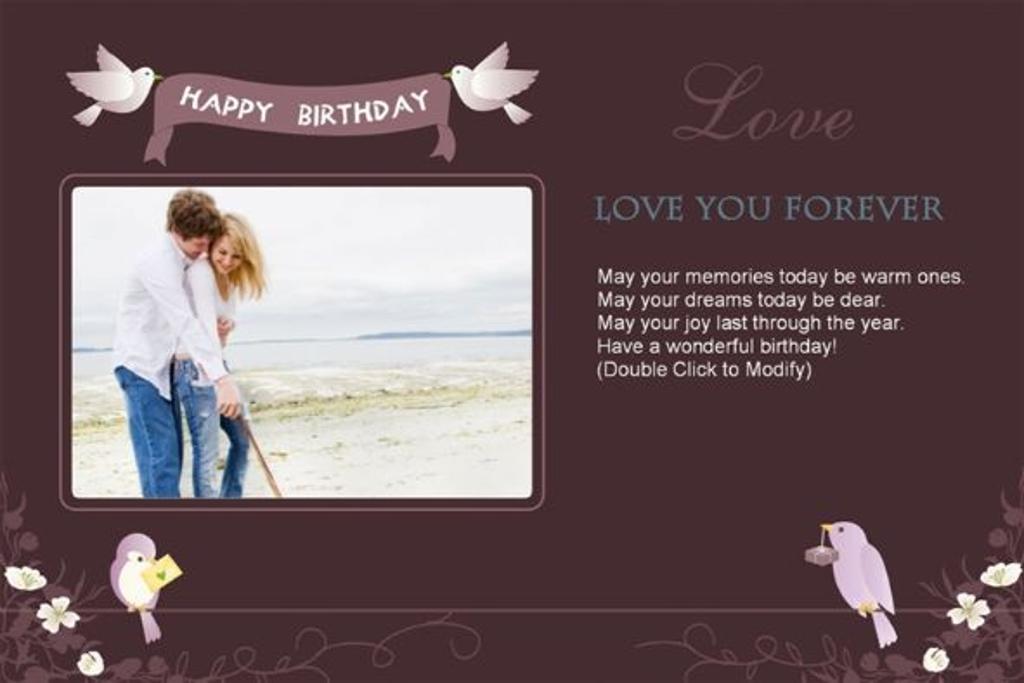 HAPPY BIRTHDAY
Love
LOVE YOU FOREVER
May your memories today be warm ones.
May your dreams today be dear.
May your joy last through the year.
Have a wonderful birthday!
(Double Click to Modify)